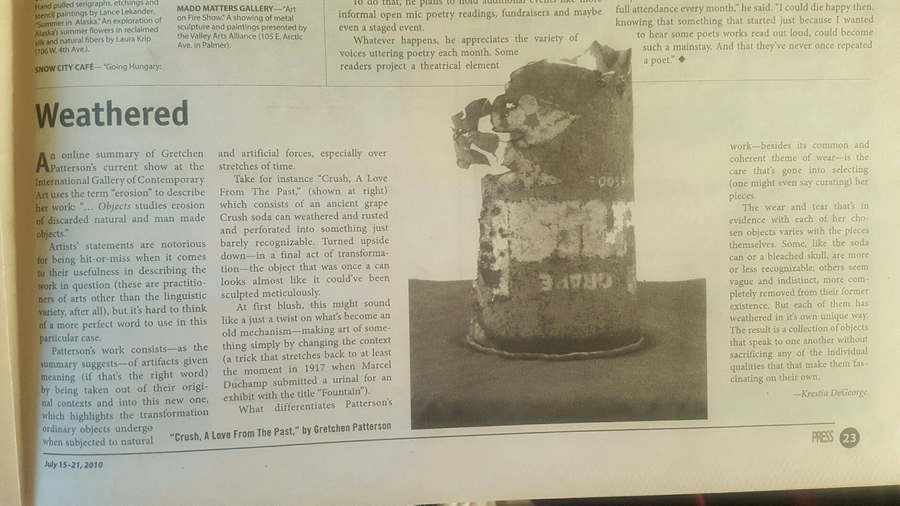 Hand pulled serigraphs, etchings and
stencil paintings by Lance Lekander.
"Summer in Alaska." An exploration of
Alaska's summer flowers in reclaimed
silk and natural fibers by Laura Krip
(706 W. 4th Ave.).
SNOW CITY CAFÉ—"Going Hungary:
MADD MATTERS GALLERY—"Art
on Fire Show." A showing of metal
sculpture and paintings presented by
the Valley Arts Alliance (105 E. Arctic
Ave. in Palmer).
To do that, he plans to hold additional events like more
informal open mic poetry readings, fundraisers and maybe
even a staged event.
Whatever happens, he appreciates the variety of
voices uttering poetry each month. Some
readers project a theatrical element
full attendance every month," he said. "I could die happy then,
knowing that something that started just because I wanted
to hear some poets works read out loud, could become
such a mainstay. And that they've never once repeated
a poet." ◆
Weathered
An online summary of Gretchen
Patterson's current show at the
International Gallery of Contemporary
Art uses the term "erosion" to describe
her work: "… Objects studies erosion
of discarded natural and man made
objects."
Artists' statements are notorious
for being hit-or-miss when it comes
to their usefulness in describing the
work in question (these are practitio-
ners of arts other than the linguistic
variety, after all), but it's hard to think
of a more perfect word to use in this
particular case.
Patterson's work consists—as the
summary suggests—of artifacts given
meaning (if that's the right word)
by being taken out of their origi-
nal contexts and into this new one,
which highlights the transformation
ordinary objects undergo
when subjected to natural
and artificial forces, especially over
stretches of time.
Take for instance "Crush, A Love
From The Past," (shown at right)
which consists of an ancient grape
Crush soda can weathered and rusted
and perforated into something just
barely recognizable. Turned upside
down—in a final act of transforma-
tion—the object that was once a can
looks almost like it could've been
sculpted meticulously.
At first blush, this might sound
like a just a twist on what's become an
old mechanism—making art of some-
thing simply by changing the context
(a trick that stretches back to at least
the moment in 1917 when Marcel
Duchamp submitted a urinal for an
exhibit with the title "Fountain").
What differentiates Patterson's
GRAPE
"Crush, A Love From The Past," by Gretchen Patterson
work—besides its common and
coherent theme of wear—is the
care that's gone into selecting
(one might even say curating) her
pieces.
The wear and tear that's in
evidence with each of her cho-
sen objects varies with the pieces
themselves. Some, like the soda
can or a bleached skull, are more
or less recognizable; others seem
vague and indistinct, more com-
pletely removed from their former
existence. But each of them has
weathered in it's own unique way.
The result is a collection of objects
that speak to one another without
sacrificing any of the individual
qualities that that make them fas-
cinating on their own.
—Krestia DeGeorge
July 15–21, 2010
PRESS 23